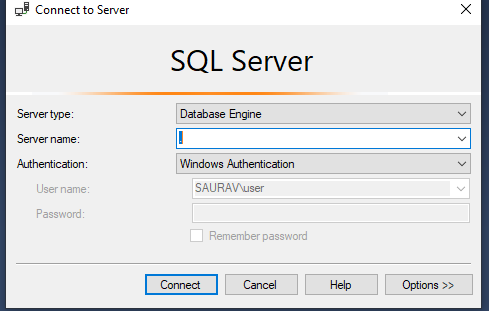 Connect to Server
SQL Server
Server type: Database Engine
Server name: .
Authentication: Windows Authentication
User name: SAURAV\user
Password:
Remember password
Connect Cancel Help Options >>